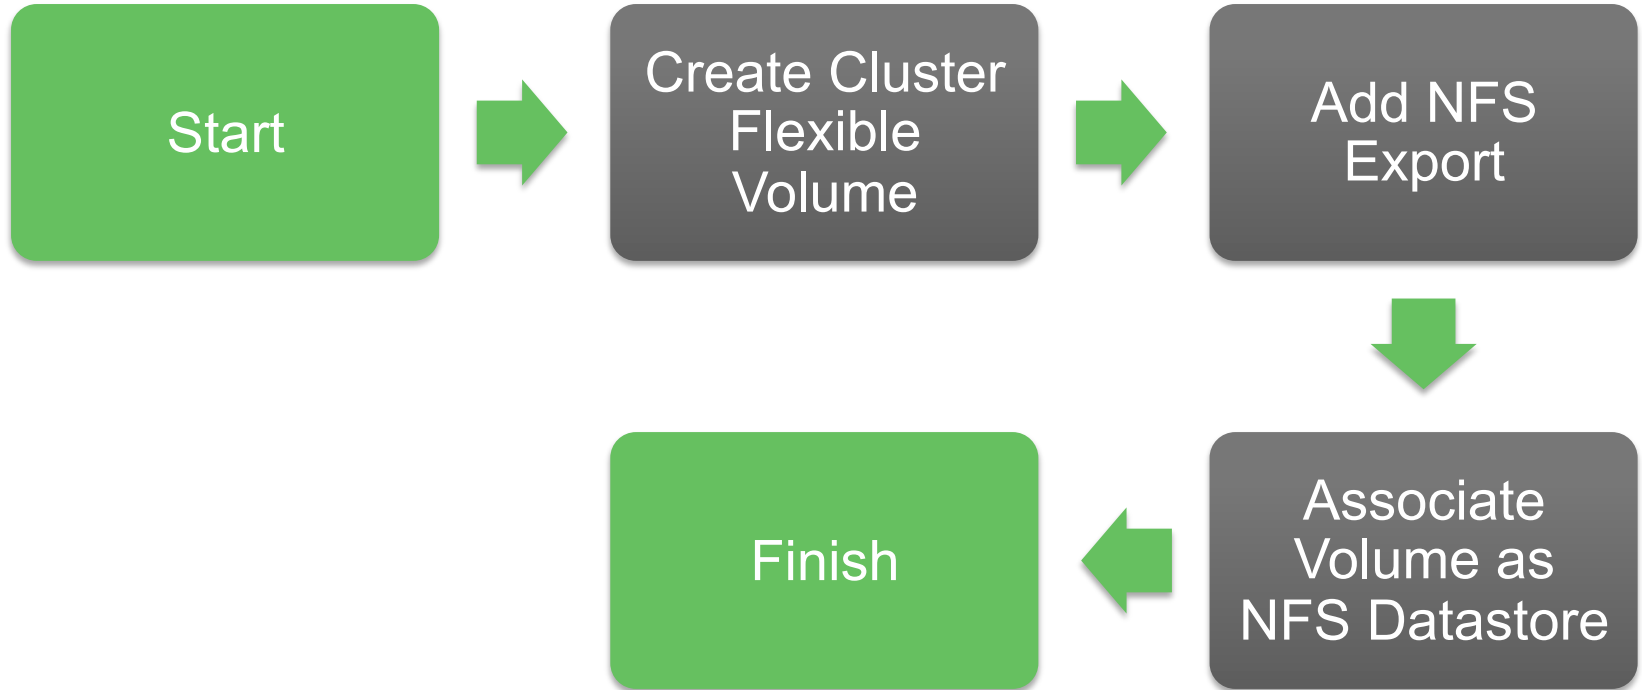 Start
Create Cluster
Flexible
Volume
Add NFS
Export
Associate
Volume as
NFS Datastore
Finish